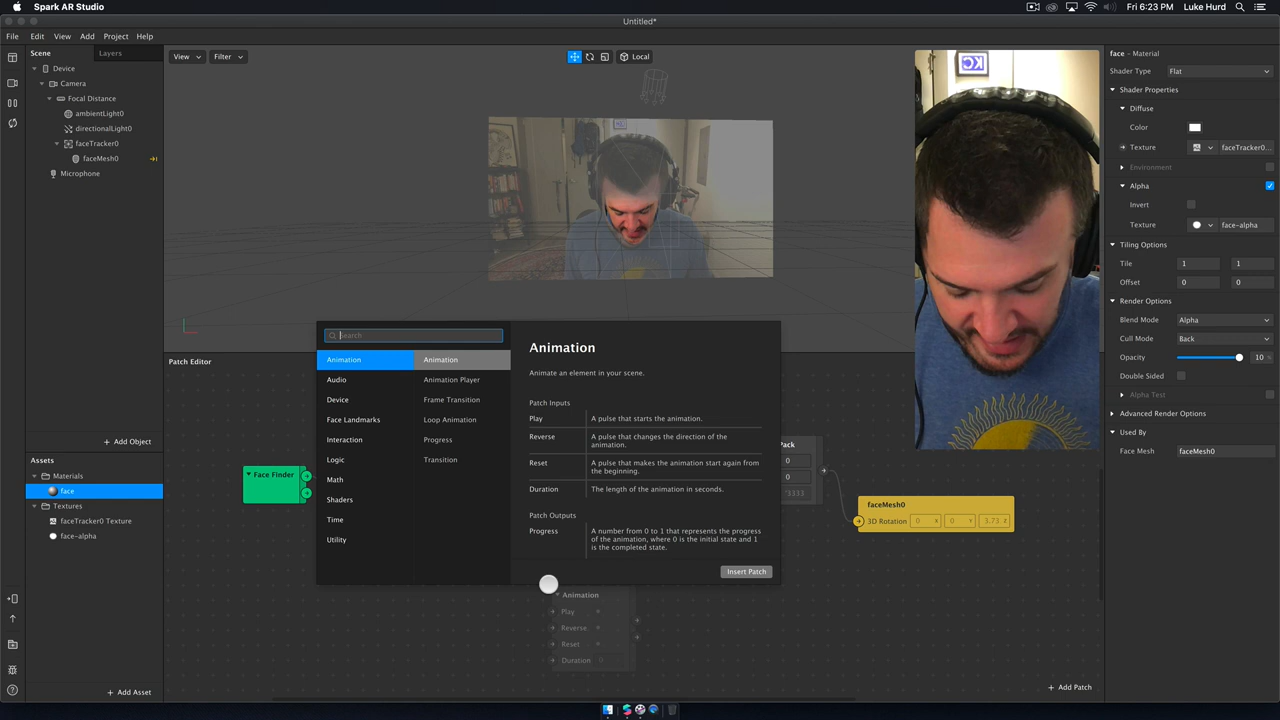 Spark AR Studio
Fri 6:23 PM
Luke Hurd
Untitled*
File
Edit
View
Add
Project
Help
Scene
Layers
Device
Camera
Focal Distance
ambientLight0
directionalLight0
faceTracker0
faceMesh0
Microphone
Add Object
Assets
Materials
face
Textures
faceTracker0 Texture
face-alpha
Add Asset
View
Filter
Local
KC
Patch Editor
Search
Animation
Audio
Device
Face Landmarks
Interaction
Logic
Math
Shaders
Time
Utility
Animation
Animation Player
Frame Transition
Loop Animation
Progress
Transition
Animation
Animate an element in your scene.
Patch Inputs
Play
A pulse that starts the animation.
Reverse
A pulse that changes the direction of the
animation.
Reset
A pulse that makes the animation start again from
the beginning.
Duration
The length of the animation in seconds.
Patch Outputs
Progress
A number from 0 to 1 that represents the progress
of the animation, where 0 is the initial state and 1
is the completed state.
Insert Patch
Face Finder
Pack
0
0
'3333
faceMesh0
3D Rotation
0 X
0 Y
3.73 Z
Animation
Play
Reverse
Reset
Duration 0
Add Patch
face – Material
Shader Type
Flat
Shader Properties
Diffuse
Color
Texture
faceTracker0...
Environment
Alpha
Invert
Texture
face-alpha
Tiling Options
Tile
1
1
Offset
0
0
Render Options
Blend Mode
Alpha
Cull Mode
Back
Opacity
10
Double Sided
Alpha Test
Advanced Render Options
Used By
Face Mesh
faceMesh0